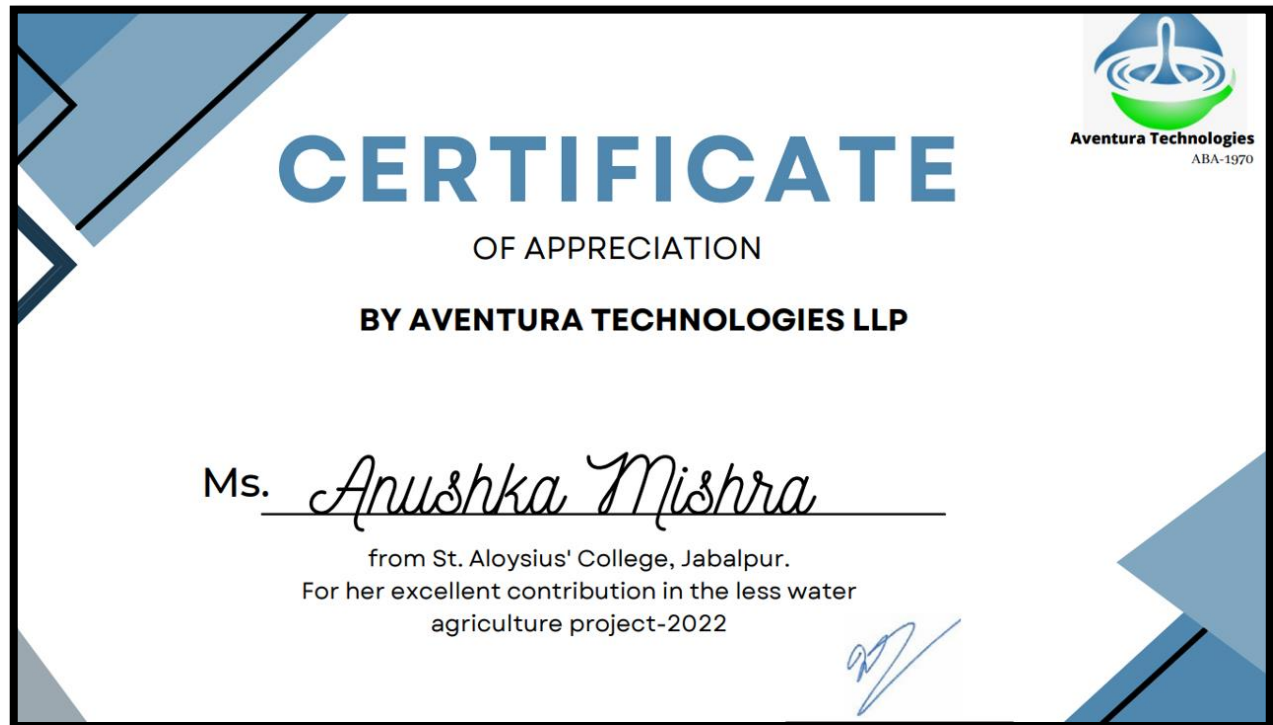 Aventura Technologies
ABA-1970
CERTIFICATE
OF APPRECIATION
BY AVENTURA TECHNOLOGIES LLP
Ms. Anushka Mishra
from St. Aloysius' College, Jabalpur.
For her excellent contribution in the less water
agriculture project-2022